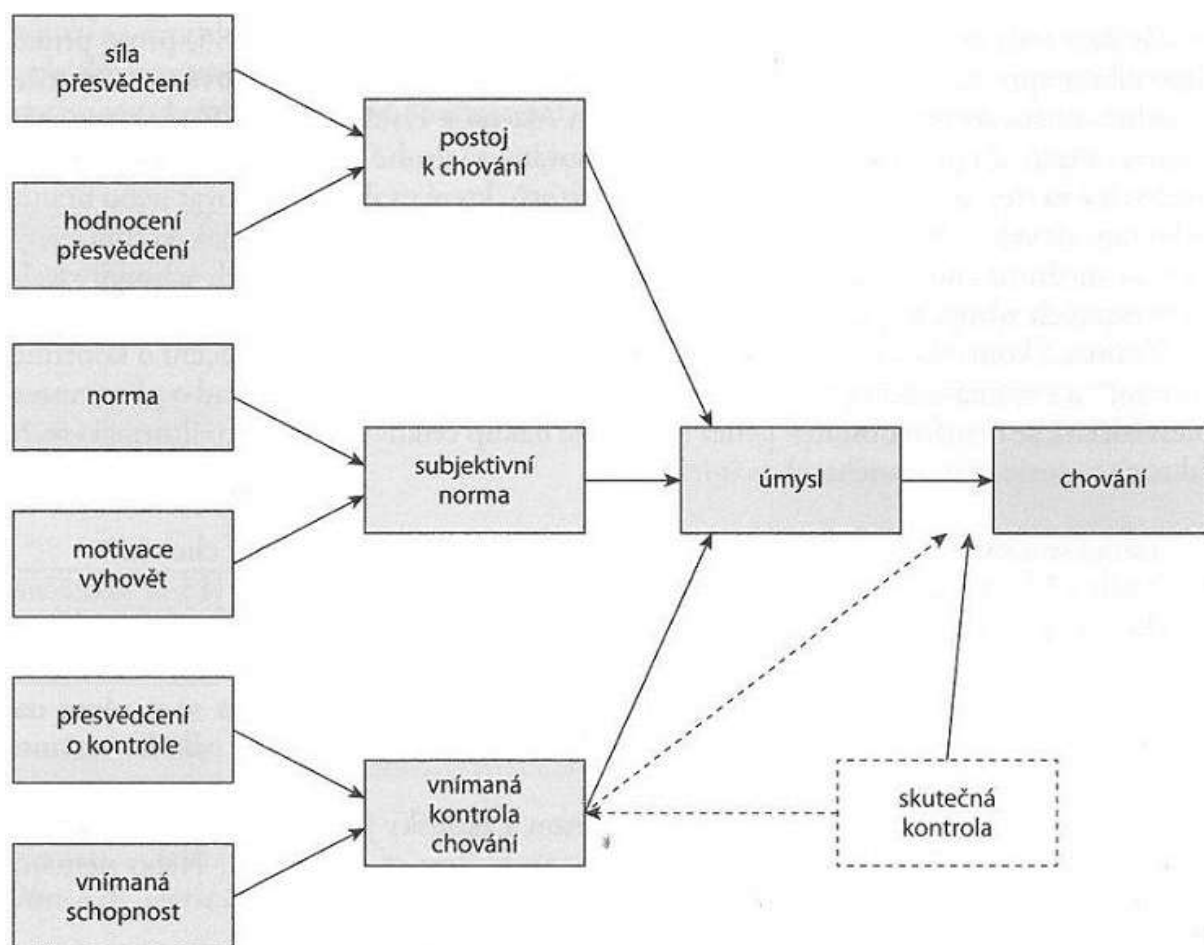 síla
přesvědčení
hodnocení
přesvědčení
postoj
k chování
norma
motivace
vyhovět
subjektivní
norma
úmysl
chování
přesvědčení
o kontrole
vnímaná
schopnost
vnímaná
kontrola
chování
skutečná
kontrola